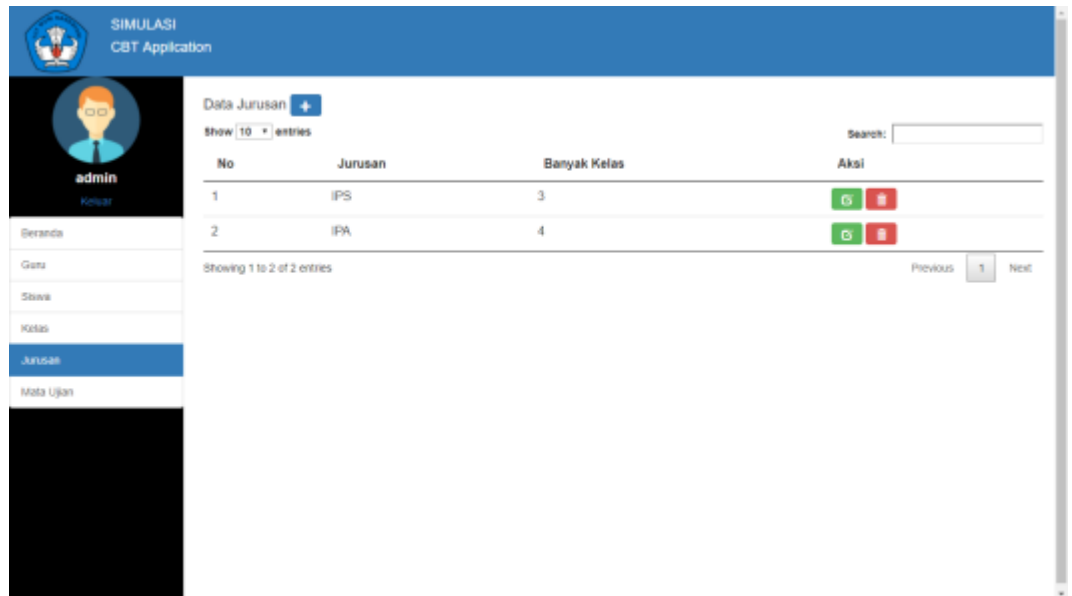 SIMULASI
CBT Application
admin
Keluar
Beranda
Guru
Siswa
Kelas
Jurusan
Mata Ujian
Data Jurusan +
Show 10 entries
Search:
No Jurusan Banyak Kelas Aksi
1 IPS 3
2 IPA 4
Showing 1 to 2 of 2 entries
Previous 1 Next